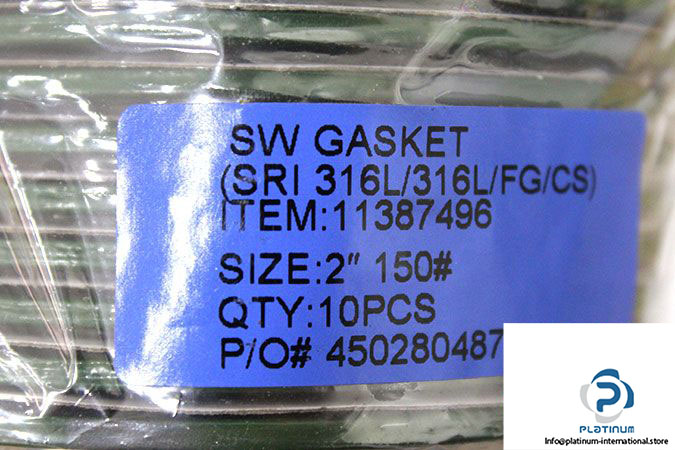 SW GASKET
(SRI 316L/316L/FG/CS)
ITEM:11387496
SIZE:2″ 150#
QTY:10PCS
P/O# 450280487
PLATINUM
Info@platinum-international.store